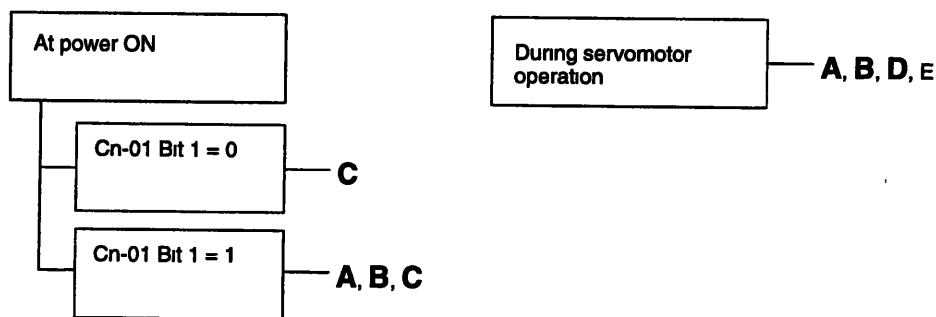 At power ON
Cn-01 Bit 1 = 0
C
Cn-01 Bit 1 = 1
A, B, C
During servomotor
operation
A, B, D, E